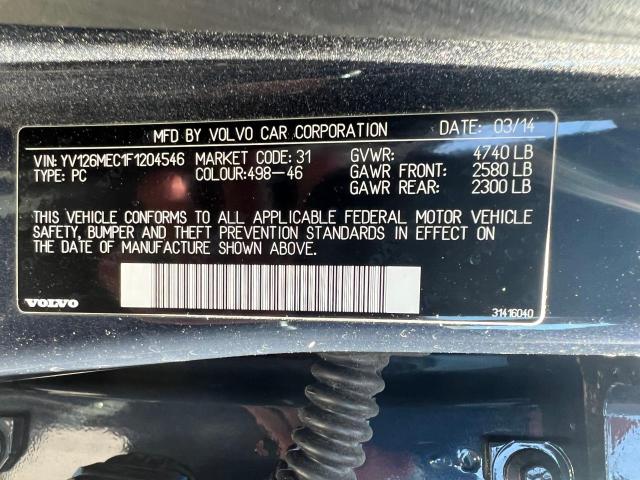 MFD BY VOLVO CAR CORPORATION DATE: 03/14
VIN: YV126MEC1F1204546 MARKET CODE: 31 GVWR: 4740 LB
TYPE: PC COLOUR:498-46 GAWR FRONT: 2580 LB
GAWR REAR: 2300 LB
THIS VEHICLE CONFORMS TO ALL APPLICABLE FEDERAL MOTOR VEHICLE
SAFETY, BUMPER AND THEFT PREVENTION STANDARDS IN EFFECT ON
THE DATE OF MANUFACTURE SHOWN ABOVE.
VOLVO 31416040